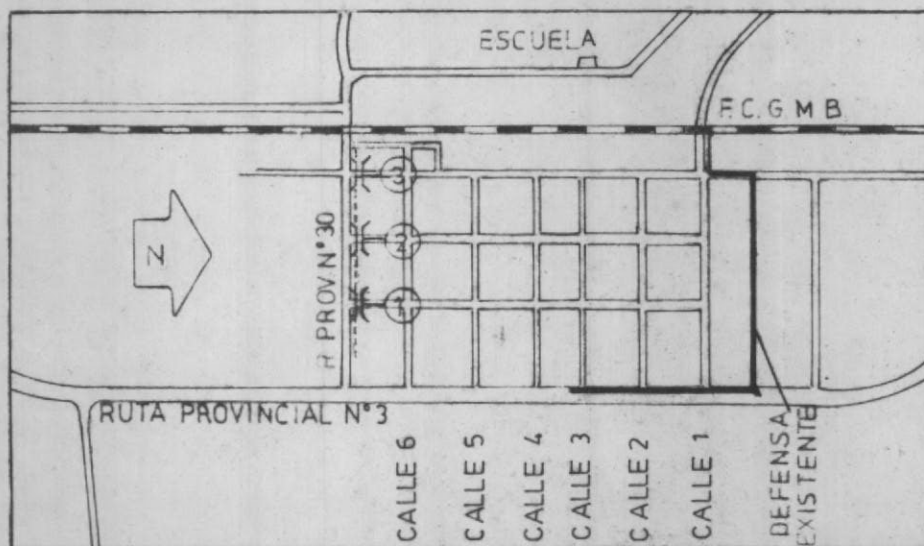 ESCUELA
F.C.G.M.B
3
2
1
N
R PROV.N°30
RUTA PROVINCIAL N°3
CALLE 6
CALLE 5
CALLE 4
CALLE 3
CALLE 2
CALLE 1
DEFENSA
EXISTENTE